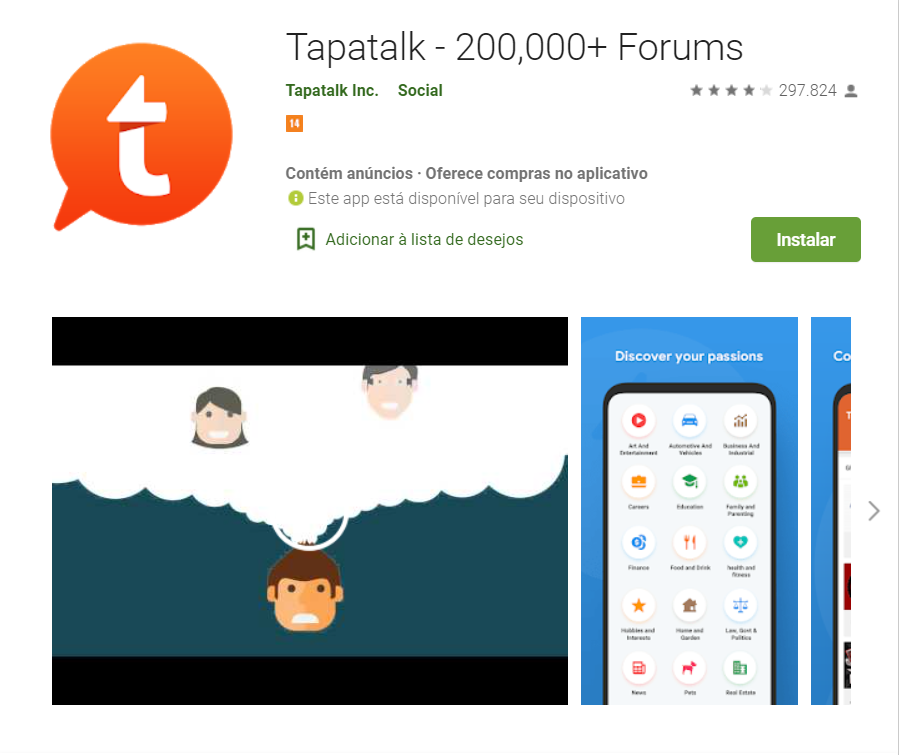 Tapatalk - 200,000+ Forums
Tapatalk Inc. Social
297.824
14
Contém anúncios · Oferece compras no aplicativo
Este app está disponível para seu dispositivo
Adicionar à lista de desejos
Instalar
Discover your passions
Co
Art And Entertainment
Automotive And Vehicles
Business And Industrial
Careers
Education
Family and Parenting
Finance
Food and Drink
health and fitness
Hobbies and Interests
Home and Garden
Law, Govt & Politics
News
Pets
Real Estate